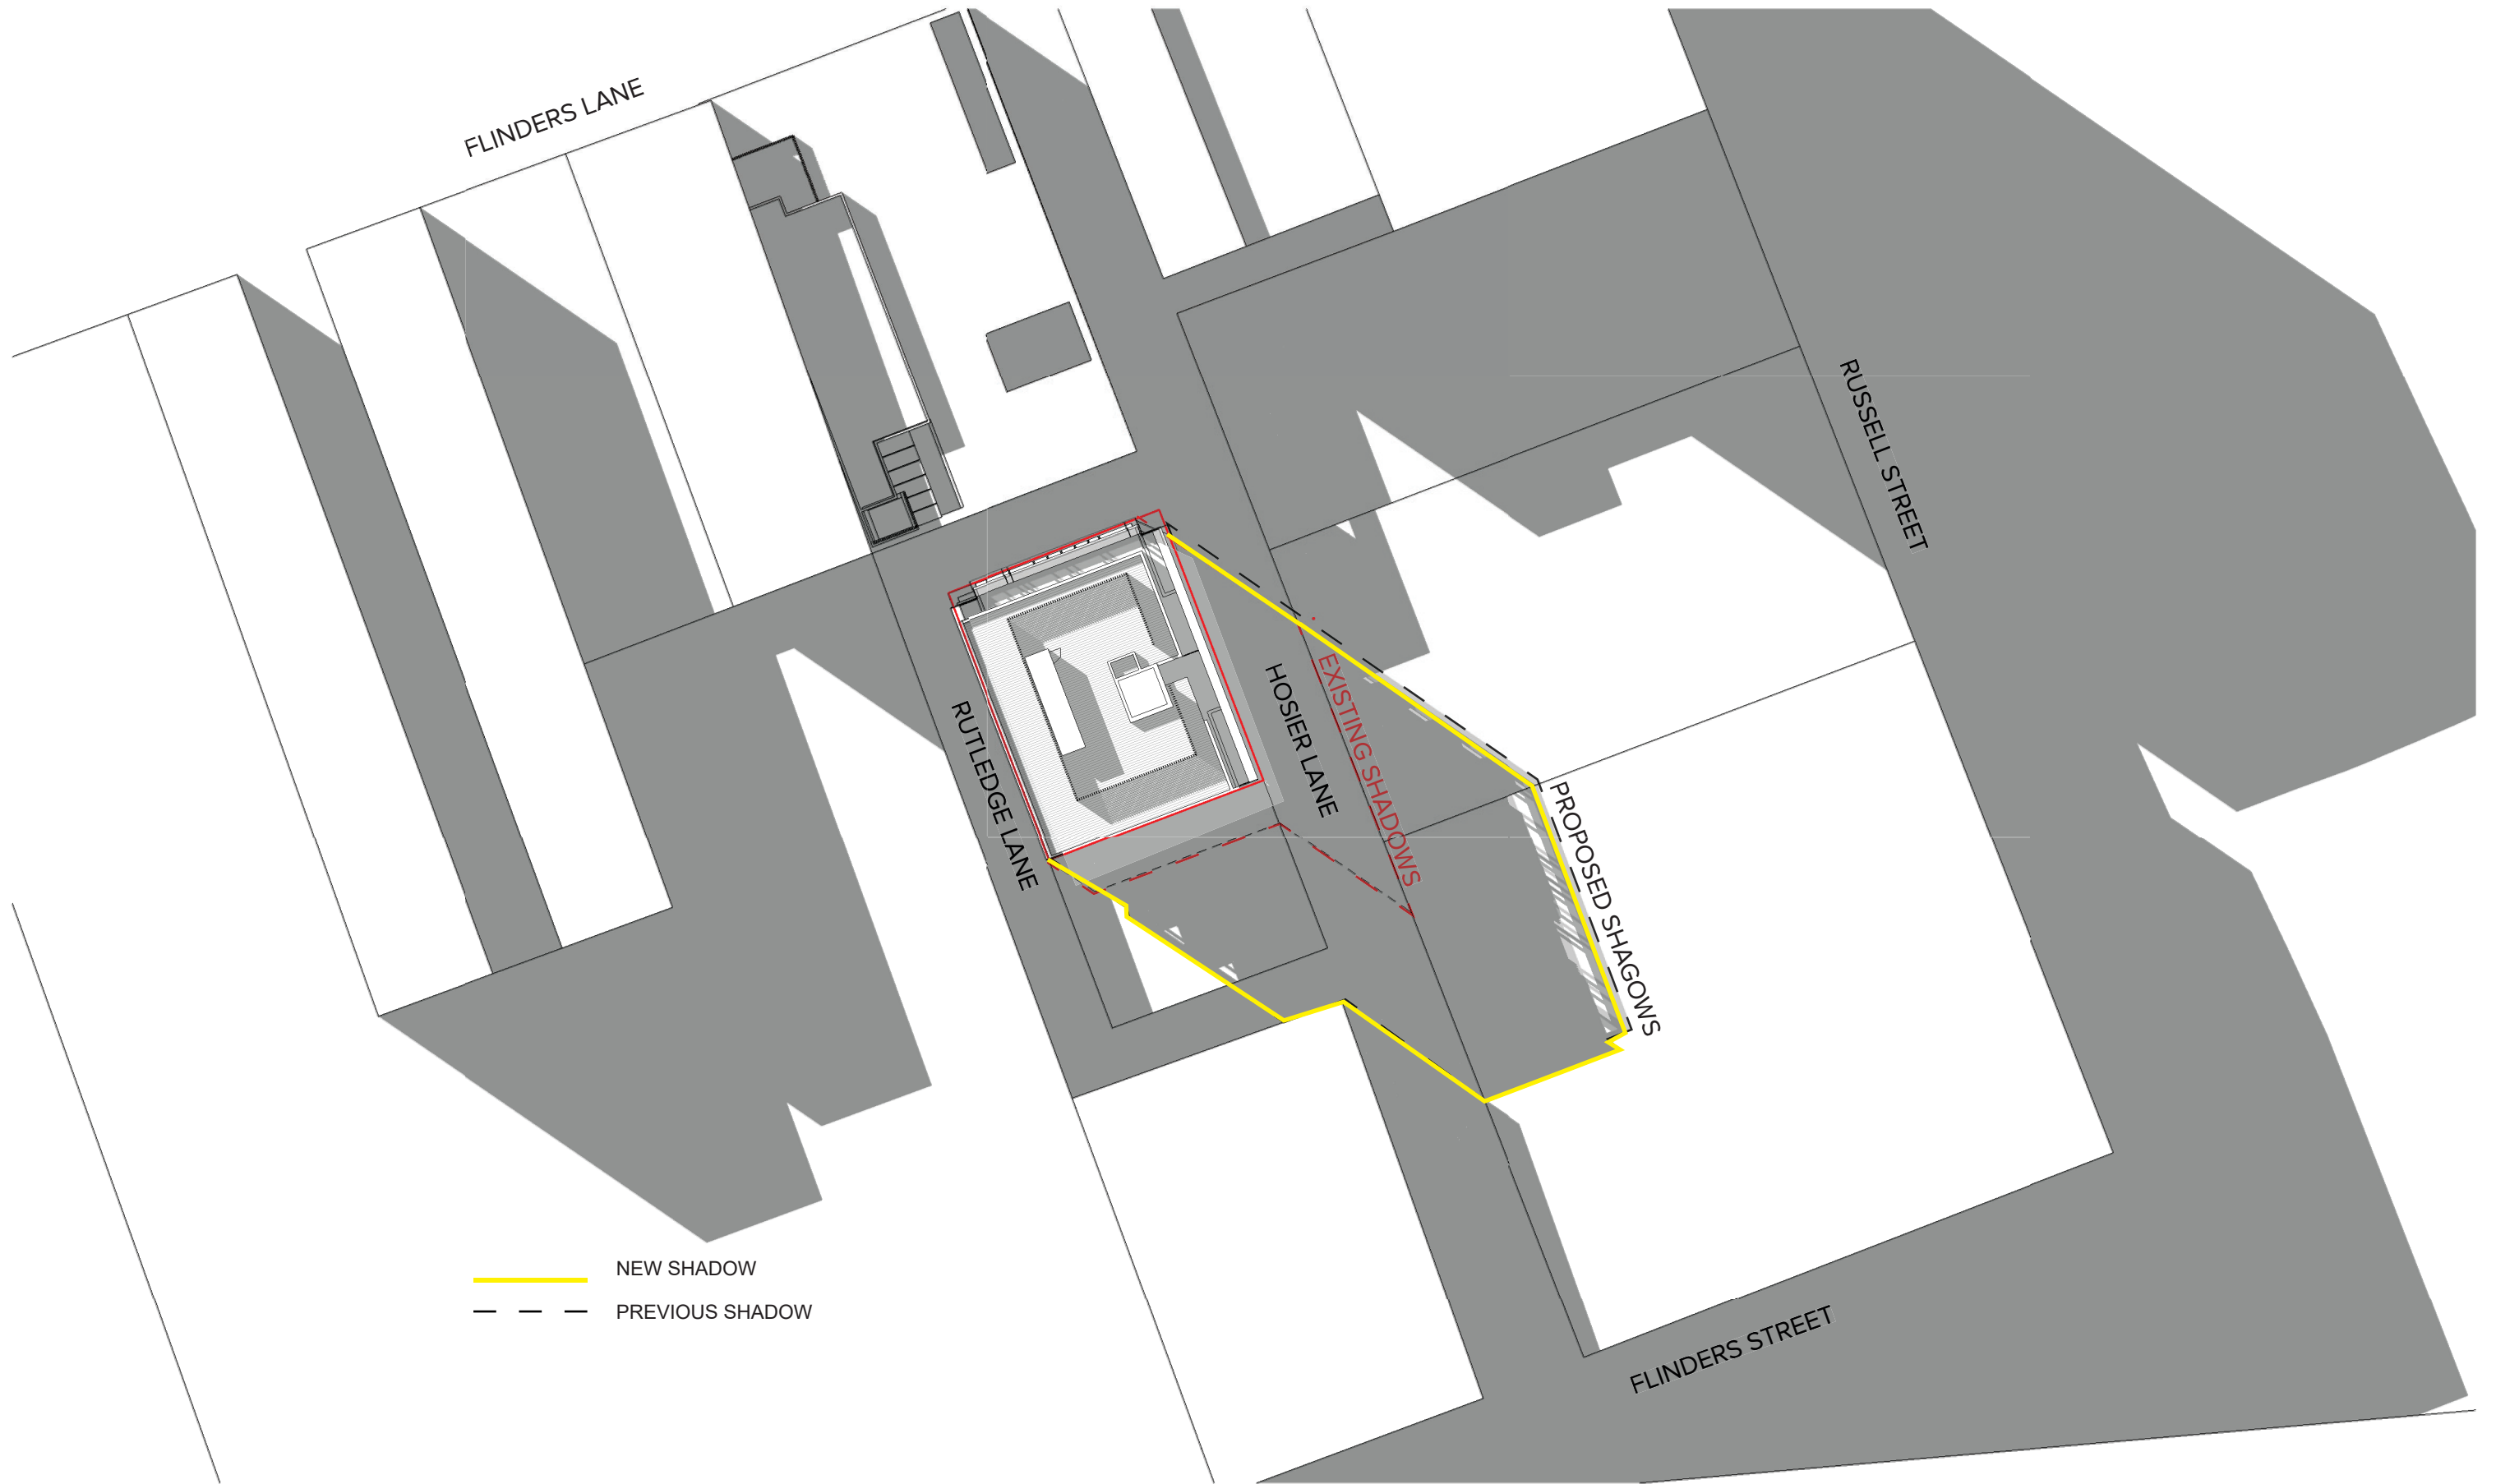 FLINDERS LANE
RUSSELL STREET
RUTLEDGE LANE
HOSIER LANE
EXISTING SHADOWS
PROPOSED SHAGOWS
NEW SHADOW
PREVIOUS SHADOW
FLINDERS STREET